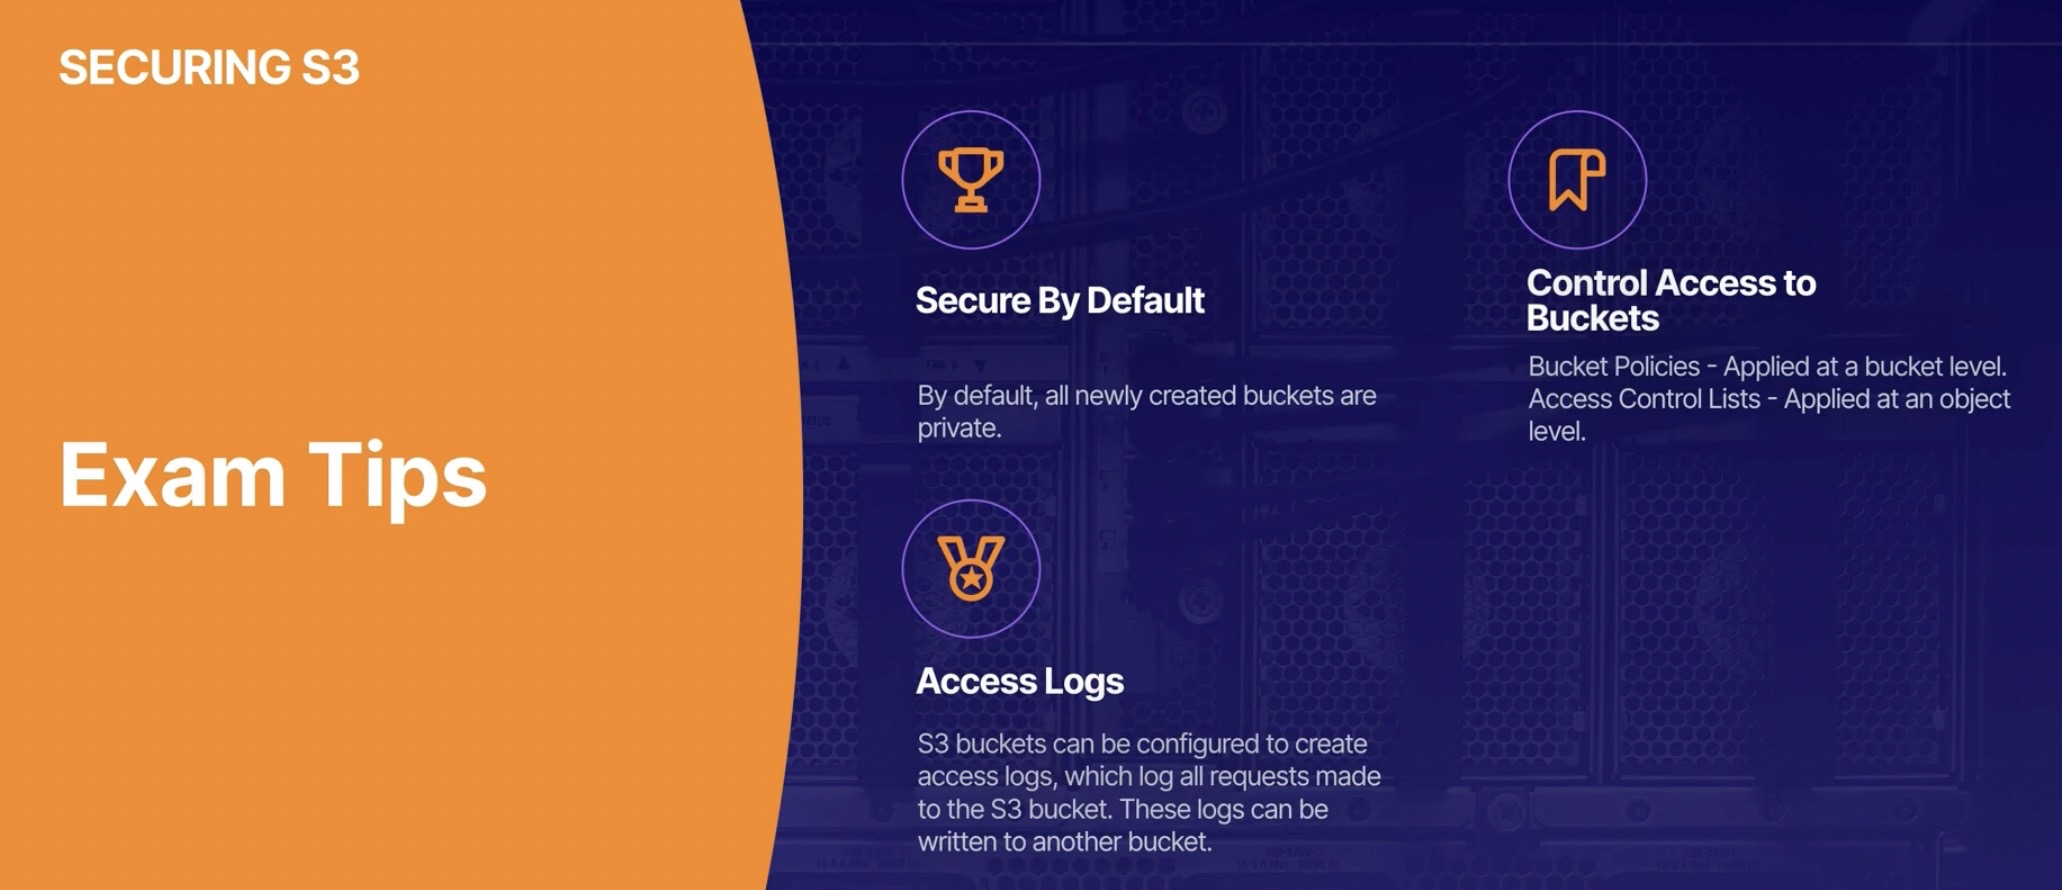 SECURING S3
Exam Tips
Secure By Default
By default, all newly created buckets are
private.
Control Access to
Buckets
Bucket Policies - Applied at a bucket level.
Access Control Lists - Applied at an object
level.
Access Logs
S3 buckets can be configured to create
access logs, which log all requests made
to the S3 bucket. These logs can be
written to another bucket.